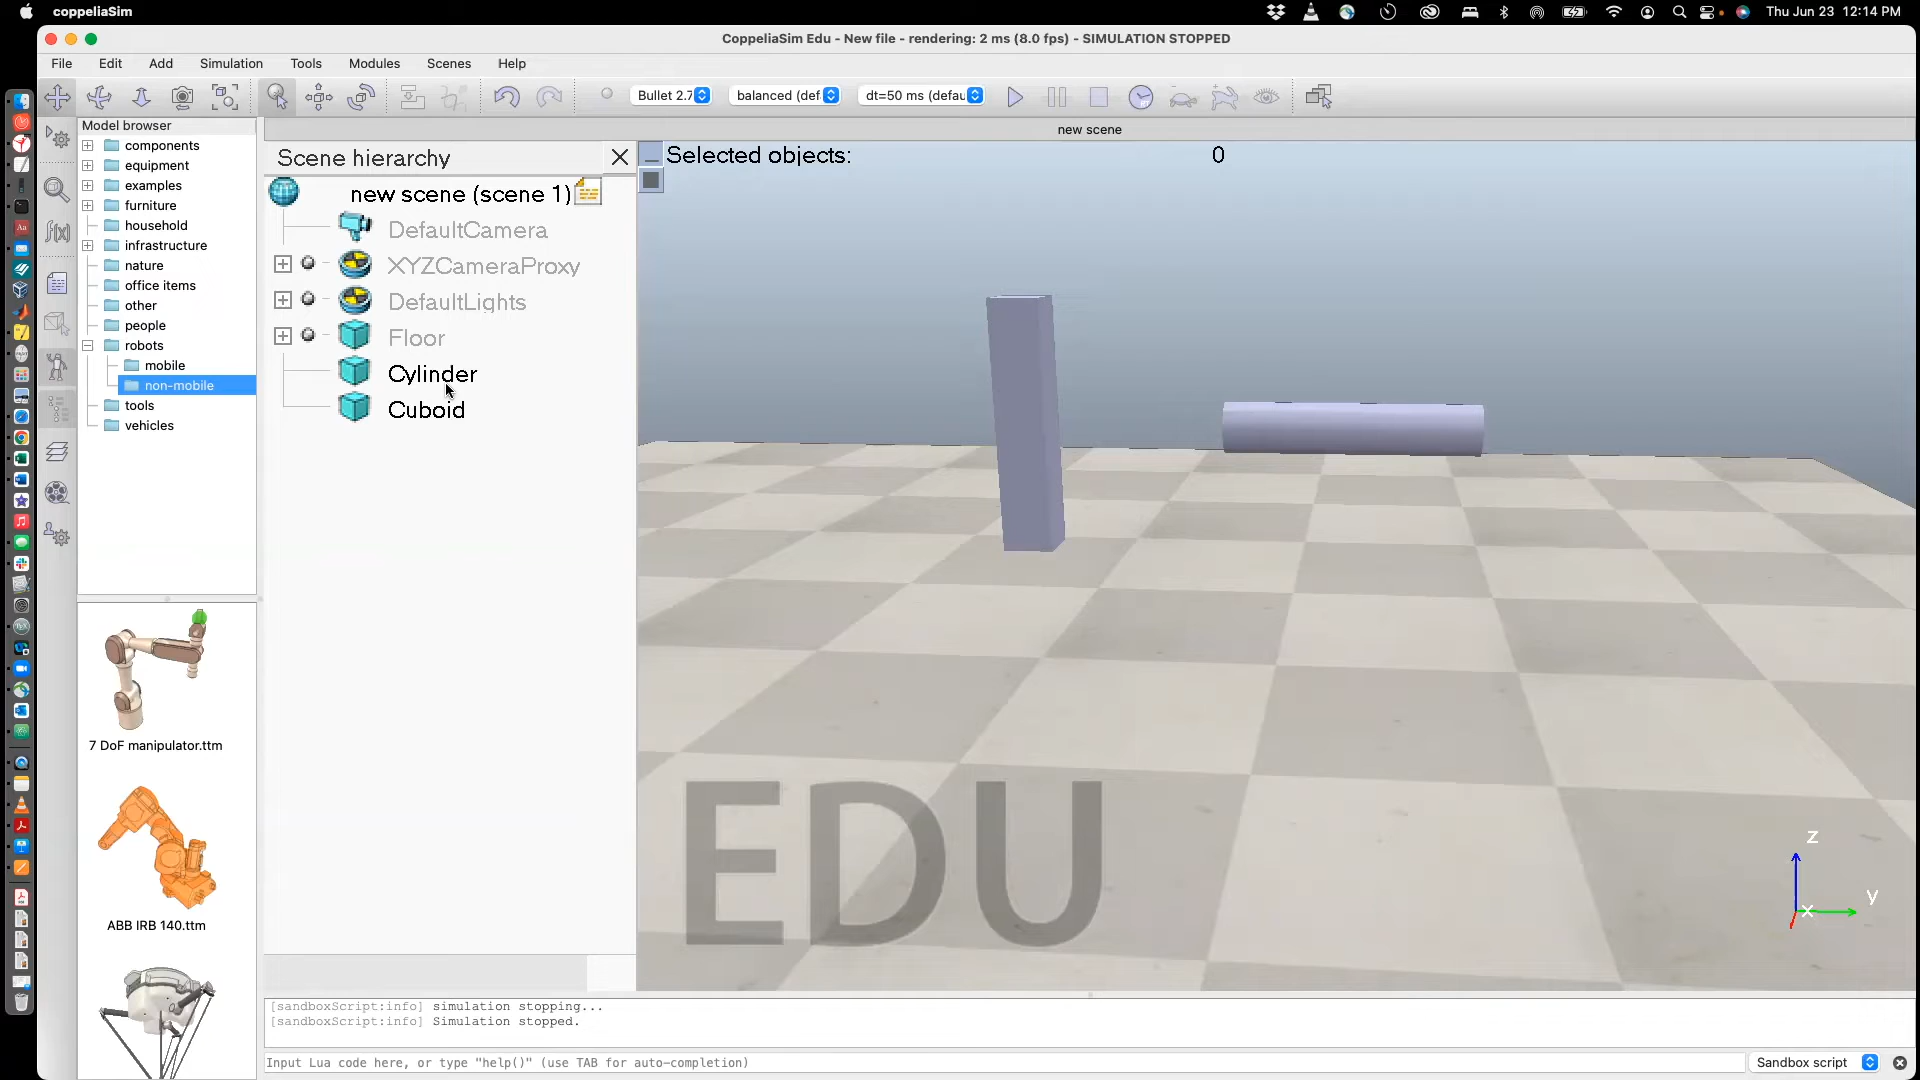 coppeliaSim
Thu Jun 23 12:14 PM
CoppeliaSim Edu - New file - rendering: 2 ms (8.0 fps) - SIMULATION STOPPED
File Edit Add Simulation Tools Modules Scenes Help
Bullet 2.7 balanced (def dt=50 ms (defau
Model browser
new scene
components
equipment
examples
furniture
household
infrastructure
nature
office items
other
people
robots
mobile
non-mobile
tools
vehicles
7 DoF manipulator.ttm
ABB IRB 140.ttm
Scene hierarchy
new scene (scene 1)
DefaultCamera
XYZCameraProxy
DefaultLights
Floor
Cylinder
Cuboid
Selected objects: 0
EDU
z
y
x
[sandboxScript:info] simulation stopping...
[sandboxScript:info] Simulation stopped.
Input Lua code here, or type "help()" (use TAB for auto-completion)
Sandbox script